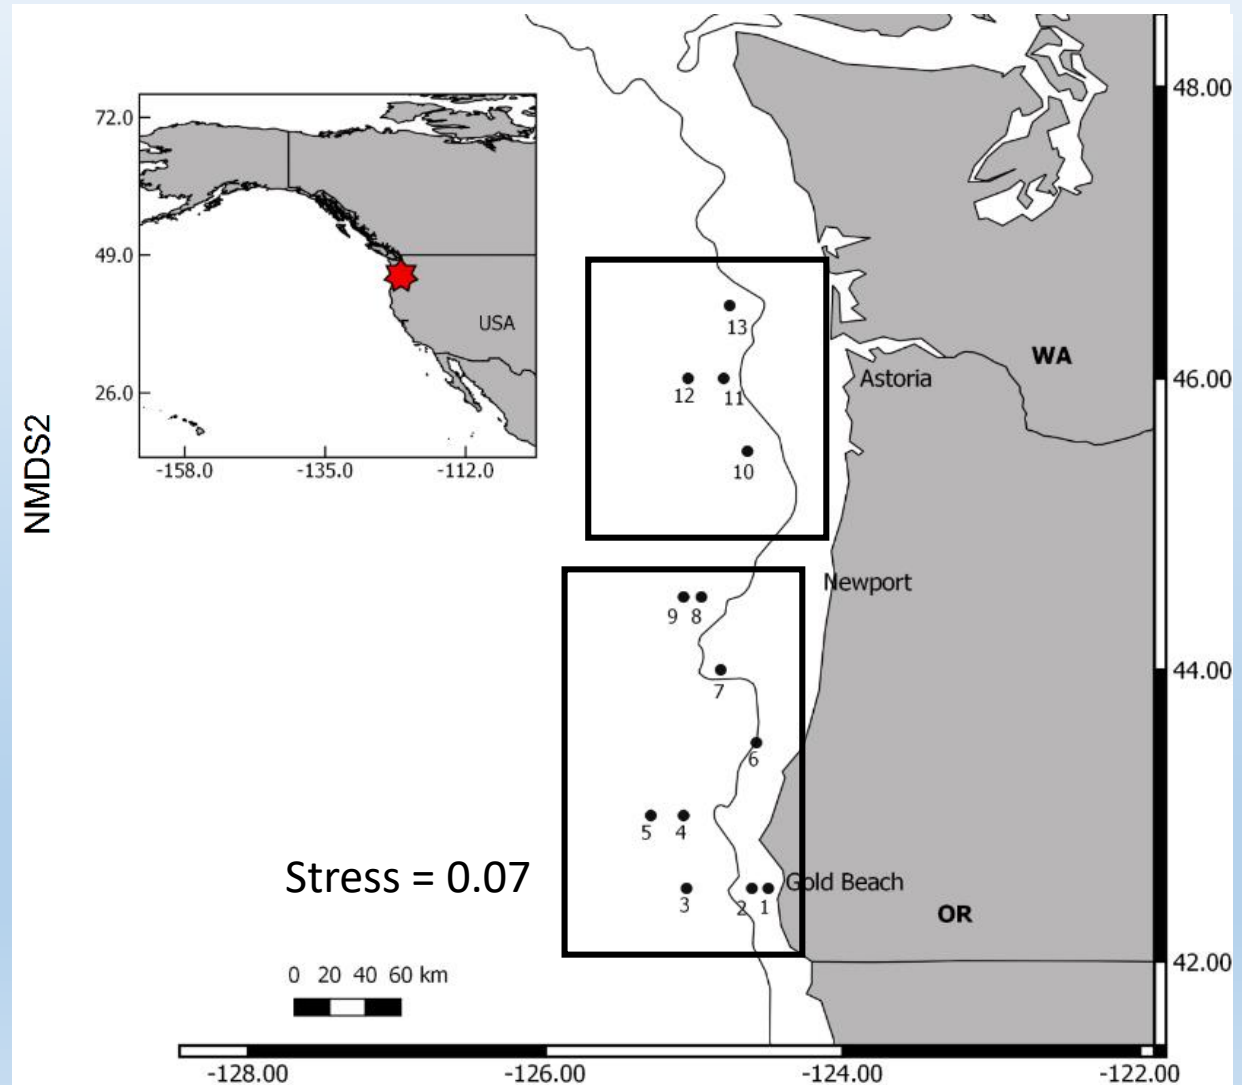 48.00
72.0
49.0
USA
26.0
-158.0 -135.0 -112.0
NMDS2
13
WA
12 11
Astoria
46.00
10
Newport
9 8
44.00
7
6
5 4
Stress = 0.07
Gold Beach
3 2 1
OR
42.00
0 20 40 60 km
-128.00 -126.00 -124.00 -122.00